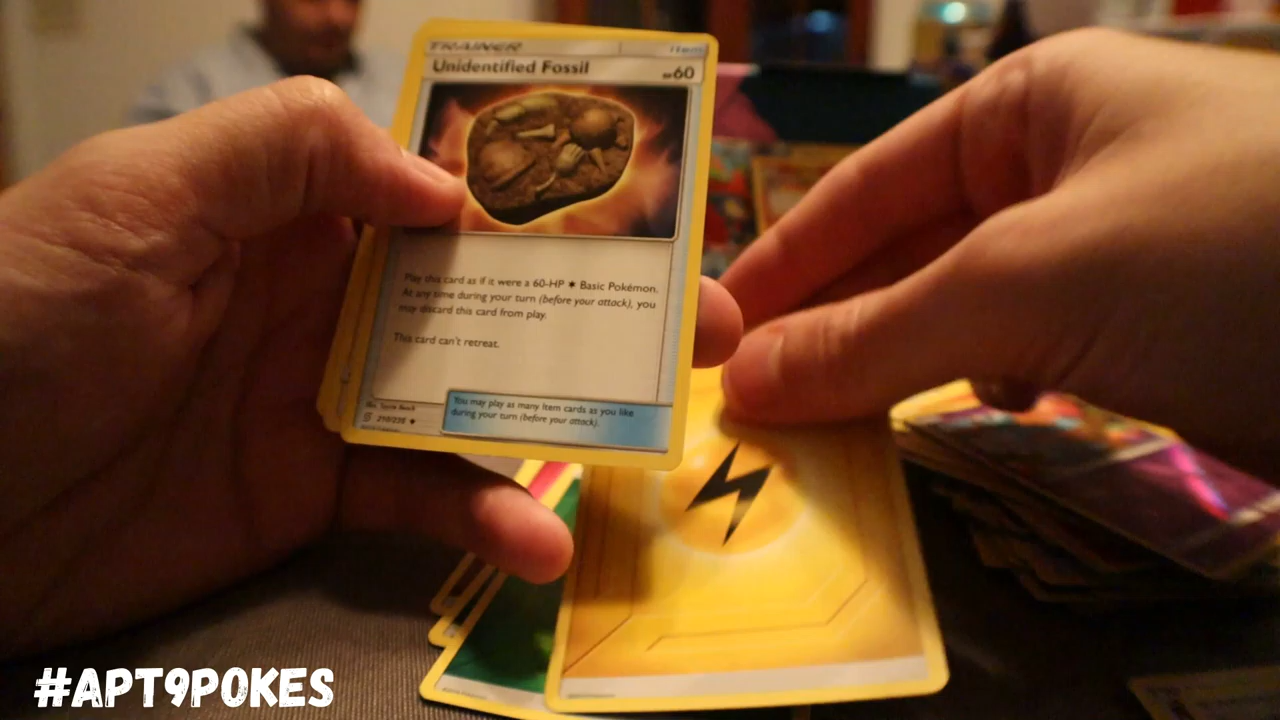 TRAINER Item
Unidentified Fossil HP60
Play this card as if it were a 60-HP Basic Pokémon.
At any time during your turn (before your attack), you
may discard this card from play.
This card can't retreat.
You may play as many Item cards as you like
during your turn (before your attack).
#APT9POKES